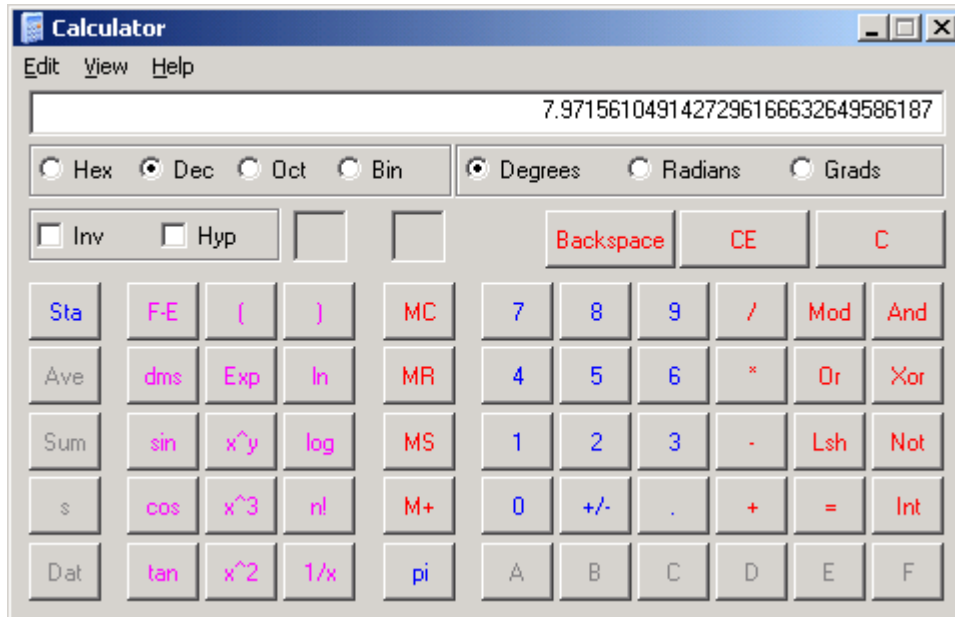 Calculator
Edit View Help
7.9715610491427296166632649586187
Hex Dec Oct Bin Degrees Radians Grads
Inv Hyp Backspace CE C
Sta F-E ( ) MC 7 8 9 / Mod And
Ave dms Exp ln MR 4 5 6 * Or Xor
Sum sin x^y log MS 1 2 3 - Lsh Not
s cos x^3 n! M+ 0 +/- . + = Int
Dat tan x^2 1/x pi A B C D E F